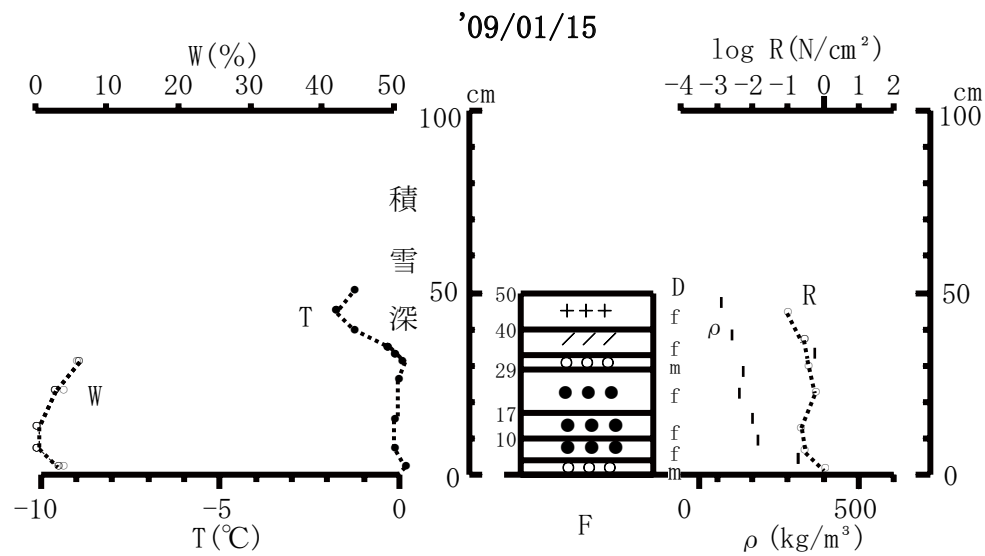 '09/01/15
W(%)
0 10 20 30 40 50
log R(N/cm²)
-4 -3 -2 -1 0 1 2
cm
100
50
0
積
雪
深
T
W
50
40
29
17
10
D
f
f
m
f
f
f
m
F
ρ
R
cm
100
50
0
-10 0
T(℃)
0 500
ρ (kg/m³)